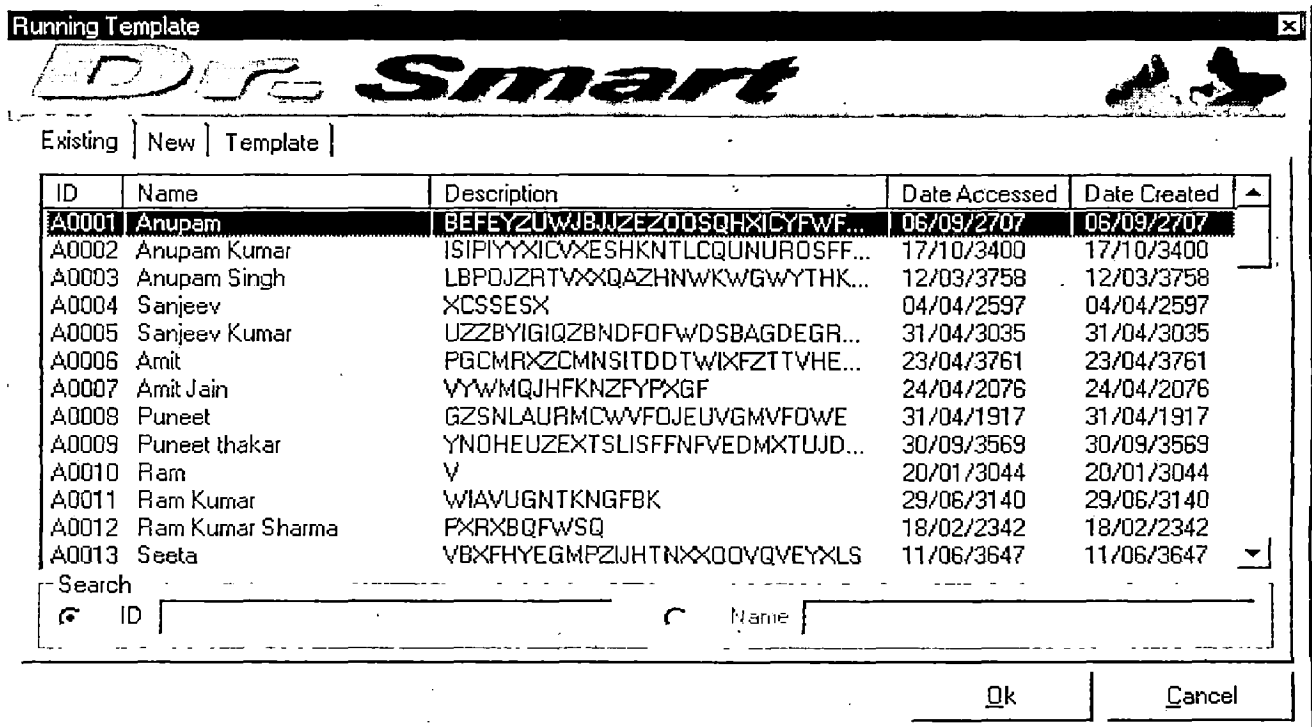 Running Template
Dr. Smart
Existing New Template
ID Name Description Date Accessed Date Created
A0001 Anupam BEFEYZUWJBJJZEZOOSQHXICYFWF... 06/09/2707 06/09/2707
A0002 Anupam Kumar ISIPIYYXICVXESHKNTLCQUNUROSFF... 17/10/3400 17/10/3400
A0003 Anupam Singh LBPOJZRTVXXQAZHNWKWGWYTHK... 12/03/3758 12/03/3758
A0004 Sanjeev XCSSESX 04/04/2597 04/04/2597
A0005 Sanjeev Kumar UZZBYIGIQZBNDFOFWDSBAGDEGR... 31/04/3035 31/04/3035
A0006 Amit PGCMRXZCMNSITDDTWIXFZTTVHE... 23/04/3761 23/04/3761
A0007 Amit Jain VYWMQJHFKNZFYPXGF 24/04/2076 24/04/2076
A0008 Puneet GZSNLAURMCWVFOJEUVGMVFOWE 31/04/1917 31/04/1917
A0009 Puneet thakar YNOHEUZEXTSLISFFNFVEDMXTUJD... 30/09/3569 30/09/3569
A0010 Ram V 20/01/3044 20/01/3044
A0011 Ram Kumar WIAVUGNTKNGFBK 29/06/3140 29/06/3140
A0012 Ram Kumar Sharma PXRXBQFWSQ 18/02/2342 18/02/2342
A0013 Seeta VBXFHYEGMPZIJHTNXXOOVQVEYXLS 11/06/3647 11/06/3647
Search
ID Name
Ok Cancel